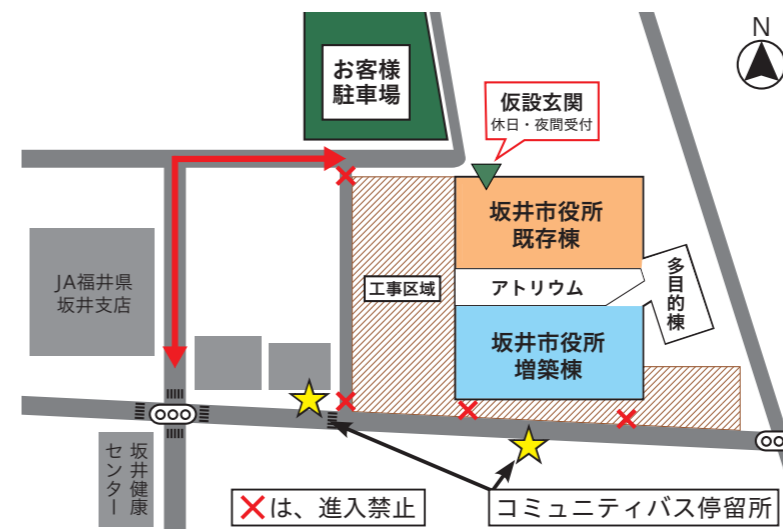 N
お客様
駐車場
仮設玄関
休日・夜間受付
坂井市役所
既存棟
JA福井県
坂井支店
工事区域
アトリウム
多目的棟
坂井市役所
増築棟
坂井健康
センター
×は、進入禁止
コミュニティバス停留所